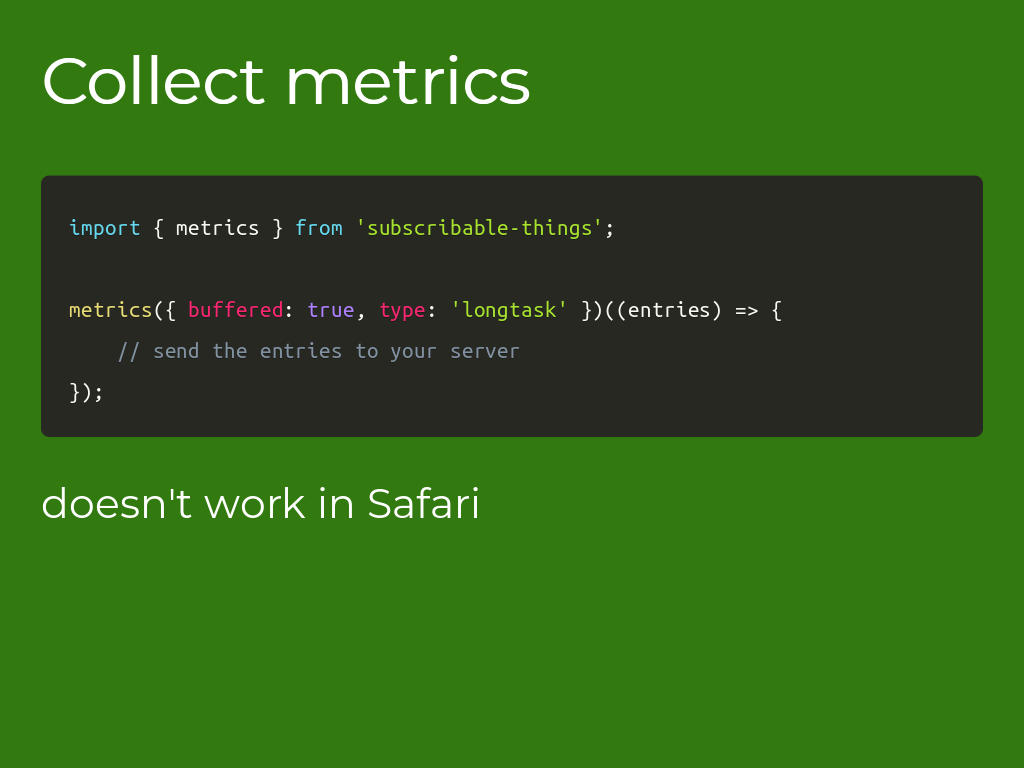 Collect metrics
import { metrics } from 'subscribable-things';
metrics({ buffered: true, type: 'longtask' })((entries) => {
    // send the entries to your server
});
doesn't work in Safari